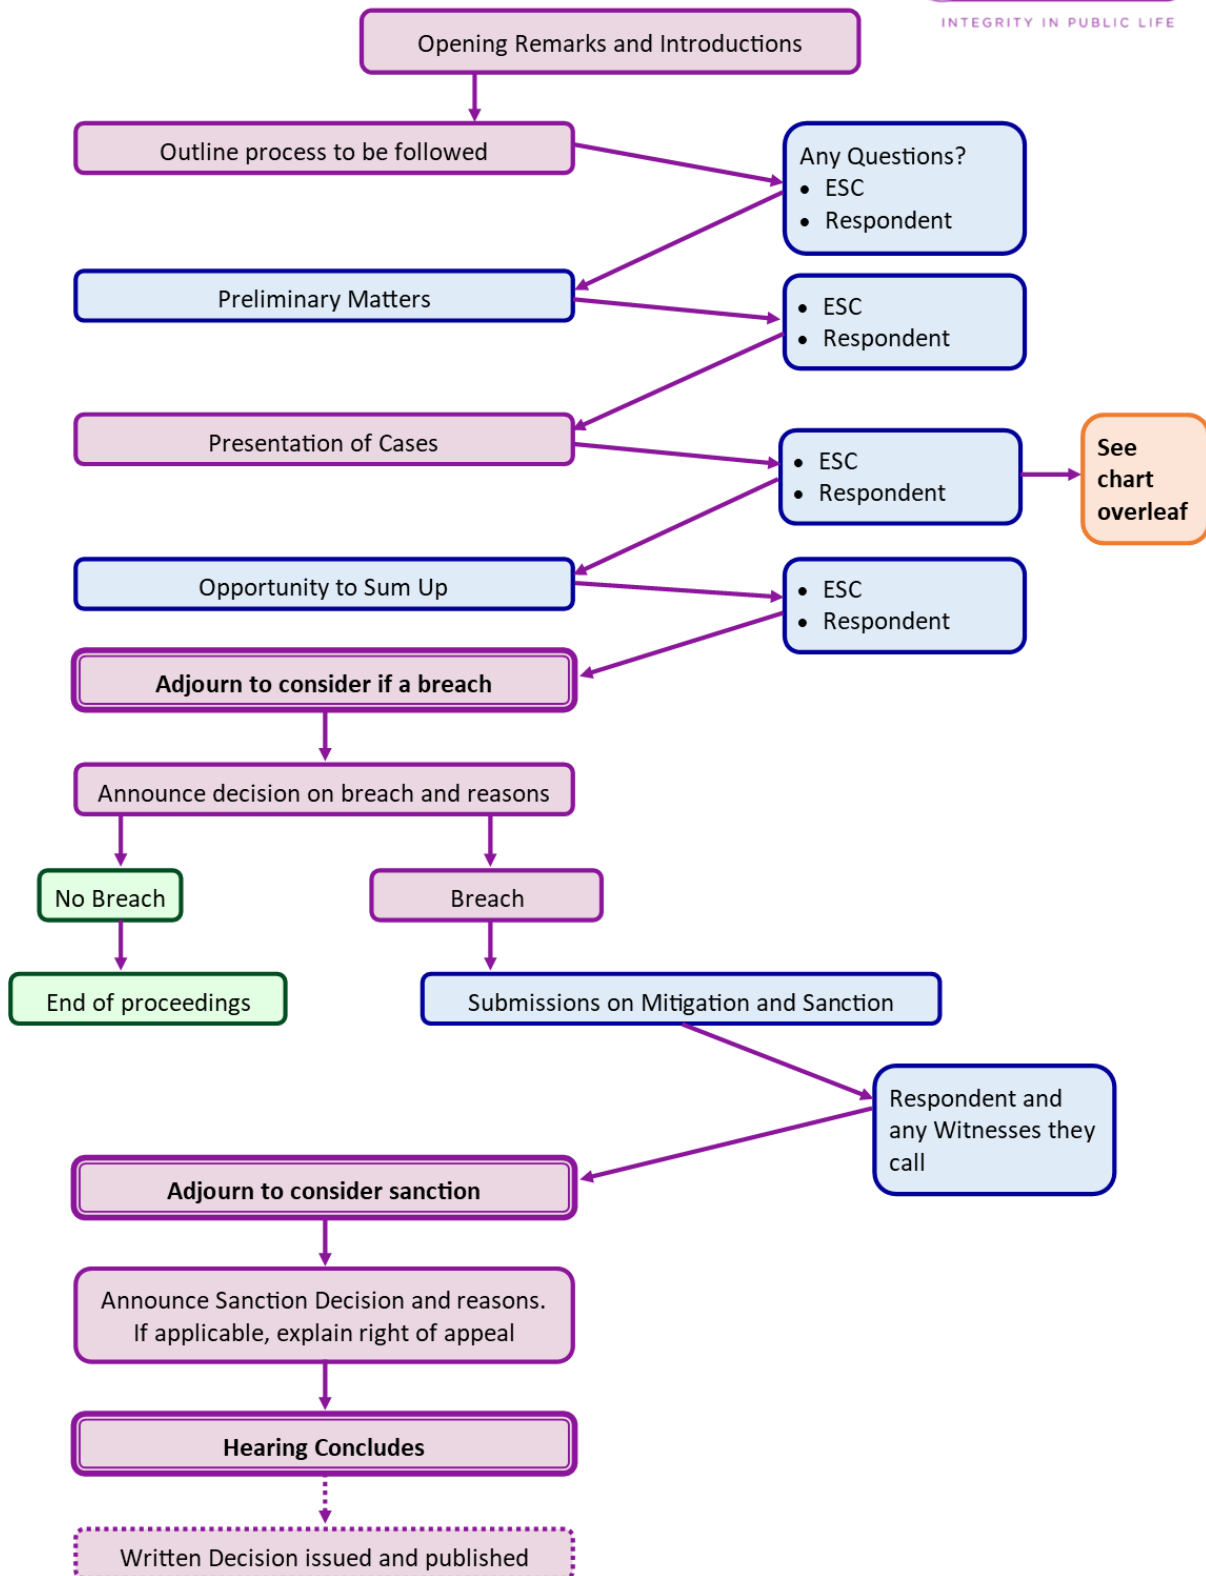 INTEGRITY IN PUBLIC LIFE
Opening Remarks and Introductions
Outline process to be followed
Any Questions?
• ESC
• Respondent
Preliminary Matters
• ESC
• Respondent
Presentation of Cases
• ESC
• Respondent
See
chart
overleaf
Opportunity to Sum Up
• ESC
• Respondent
Adjourn to consider if a breach
Announce decision on breach and reasons
No Breach
Breach
End of proceedings
Submissions on Mitigation and Sanction
Respondent and
any Witnesses they
call
Adjourn to consider sanction
Announce Sanction Decision and reasons.
If applicable, explain right of appeal
Hearing Concludes
Written Decision issued and published